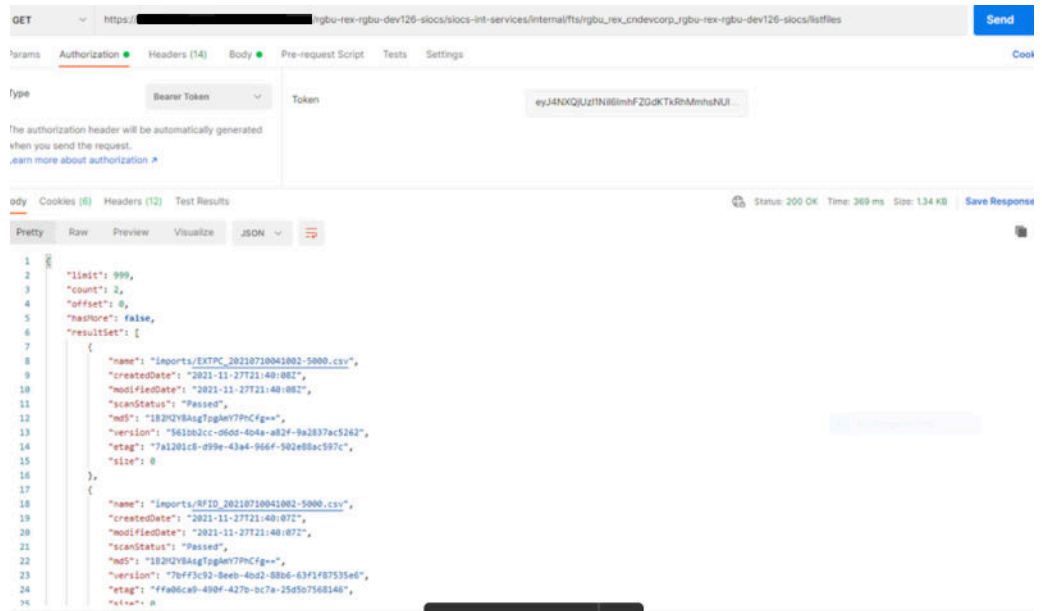 GET https:// /rgbu-rex-rgbu-dev126-siocs/siocs-int-services/internal/fts/rgbu_rex_cndevcorp_rgbu-rex-rgbu-dev126-siocs/listfiles Send
Params Authorization Headers (14) Body Pre-request Script Tests Settings Cook
Type Bearer Token Token
The authorization header will be automatically generated
when you send the request.
Learn more about authorization ↗
ody Cookies (6) Headers (12) Test Results Status: 200 OK Time: 369 ms Size: 1.34 KB Save Response
Pretty Raw Preview Visualize JSON
1 {
2 "limit": 999,
3 "count": 2,
4 "offset": 0,
5 "hasMore": false,
6 "resultSet": [
7 {
8 "name": "imports/EXTPC_20210710041002-5000.csv",
9 "createdDate": "2021-11-27T21:40:08Z",
10 "modifiedDate": "2021-11-27T21:40:08Z",
11 "scanStatus": "Passed",
12 "md5": "1B2M2Y8AsgTpgAmY7PhCfg==",
13 "version": "561bb2cc-d6dd-4b4a-a82f-9a2837ac5262",
14 "etag": "7a1201c8-d99e-43a4-966f-502e88ac597c",
15 "size": 0
16 },
17 {
18 "name": "imports/RFID_20210710041002-5000.csv",
19 "createdDate": "2021-11-27T21:40:07Z",
20 "modifiedDate": "2021-11-27T21:40:07Z",
21 "scanStatus": "Passed",
22 "md5": "1B2M2Y8AsgTpgAmY7PhCfg==",
23 "version": "7bff3c92-8eeb-4bd2-88b6-63f1f87535e6",
24 "etag": "ffa06ca9-490f-427b-bc7a-25d5b7568146",
25 "size": 0